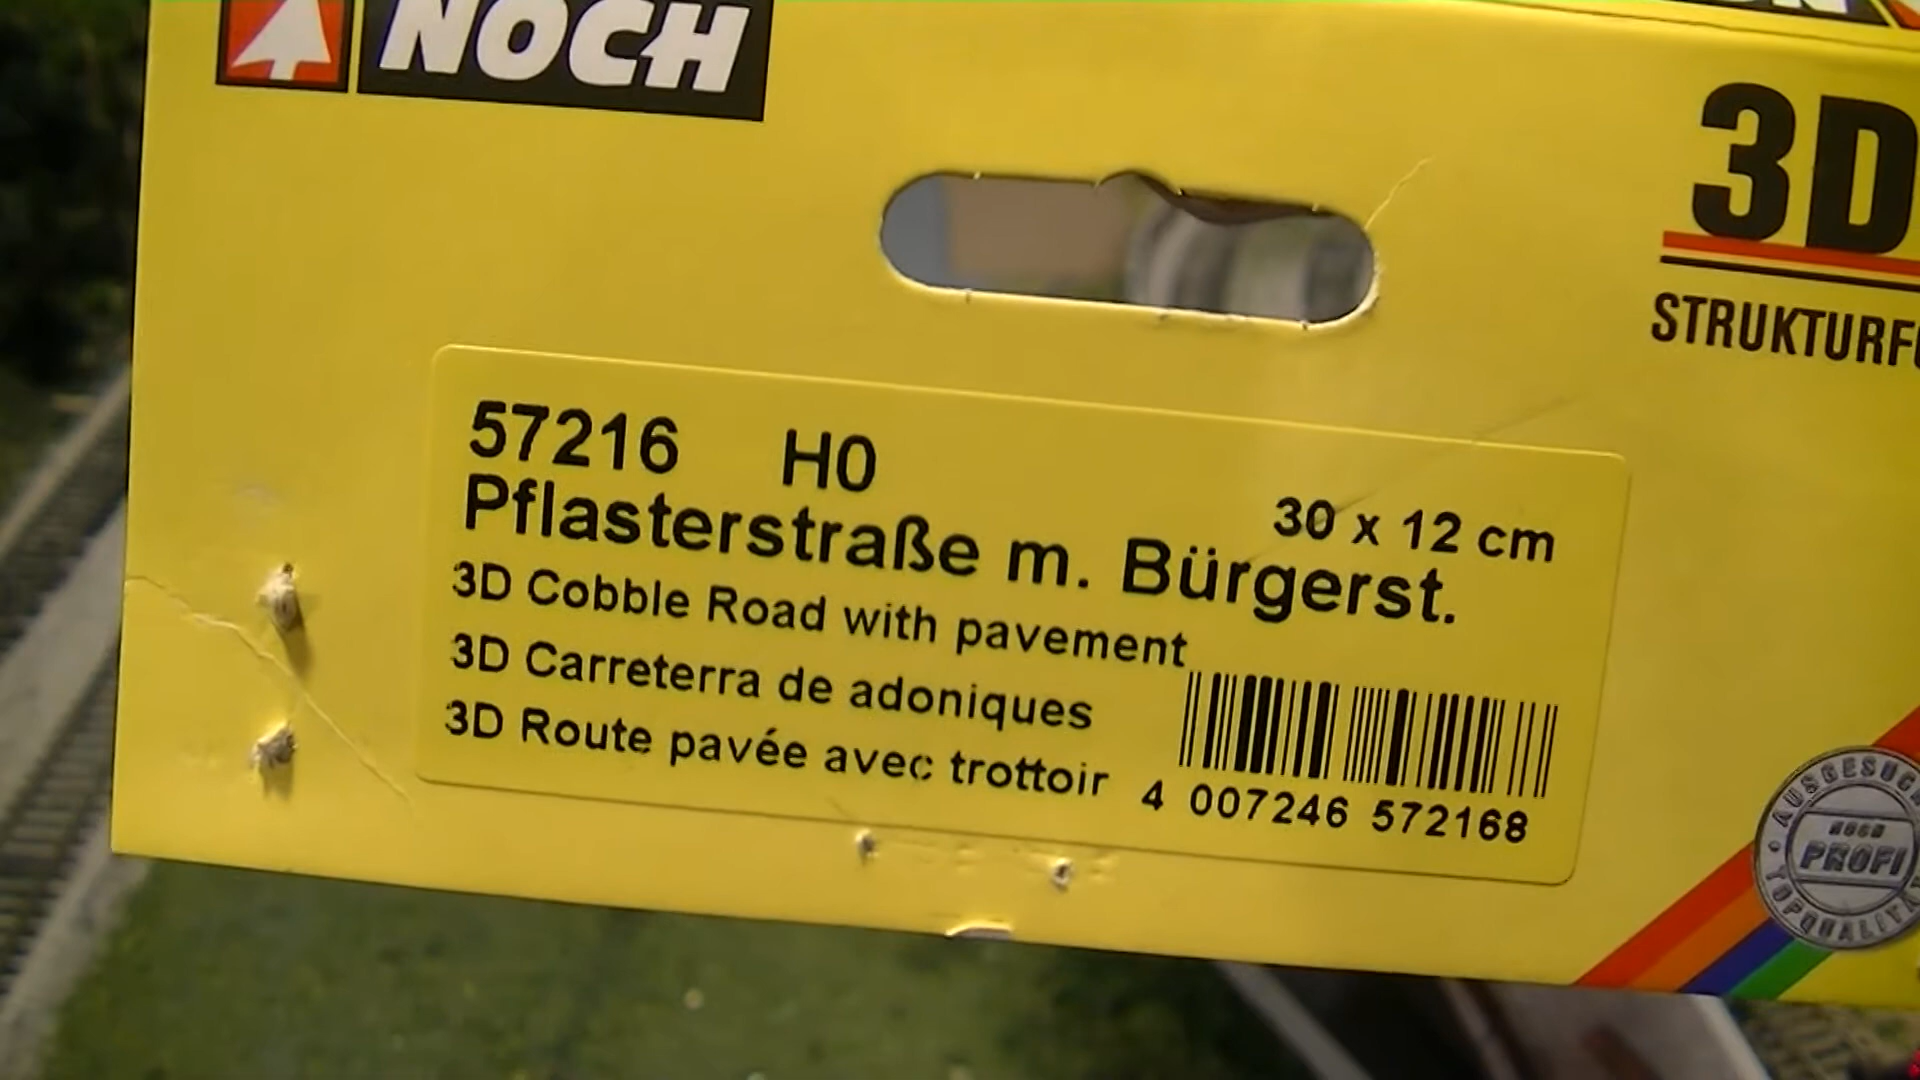 NOCH
3D
57216 H0
30 x 12 cm
Pflasterstraße m. Bürgerst.
3D Cobble Road with pavement
3D Carreterra de adoniques
3D Route pavée avec trottoir
4 007246 572168
NOCH
PROFI